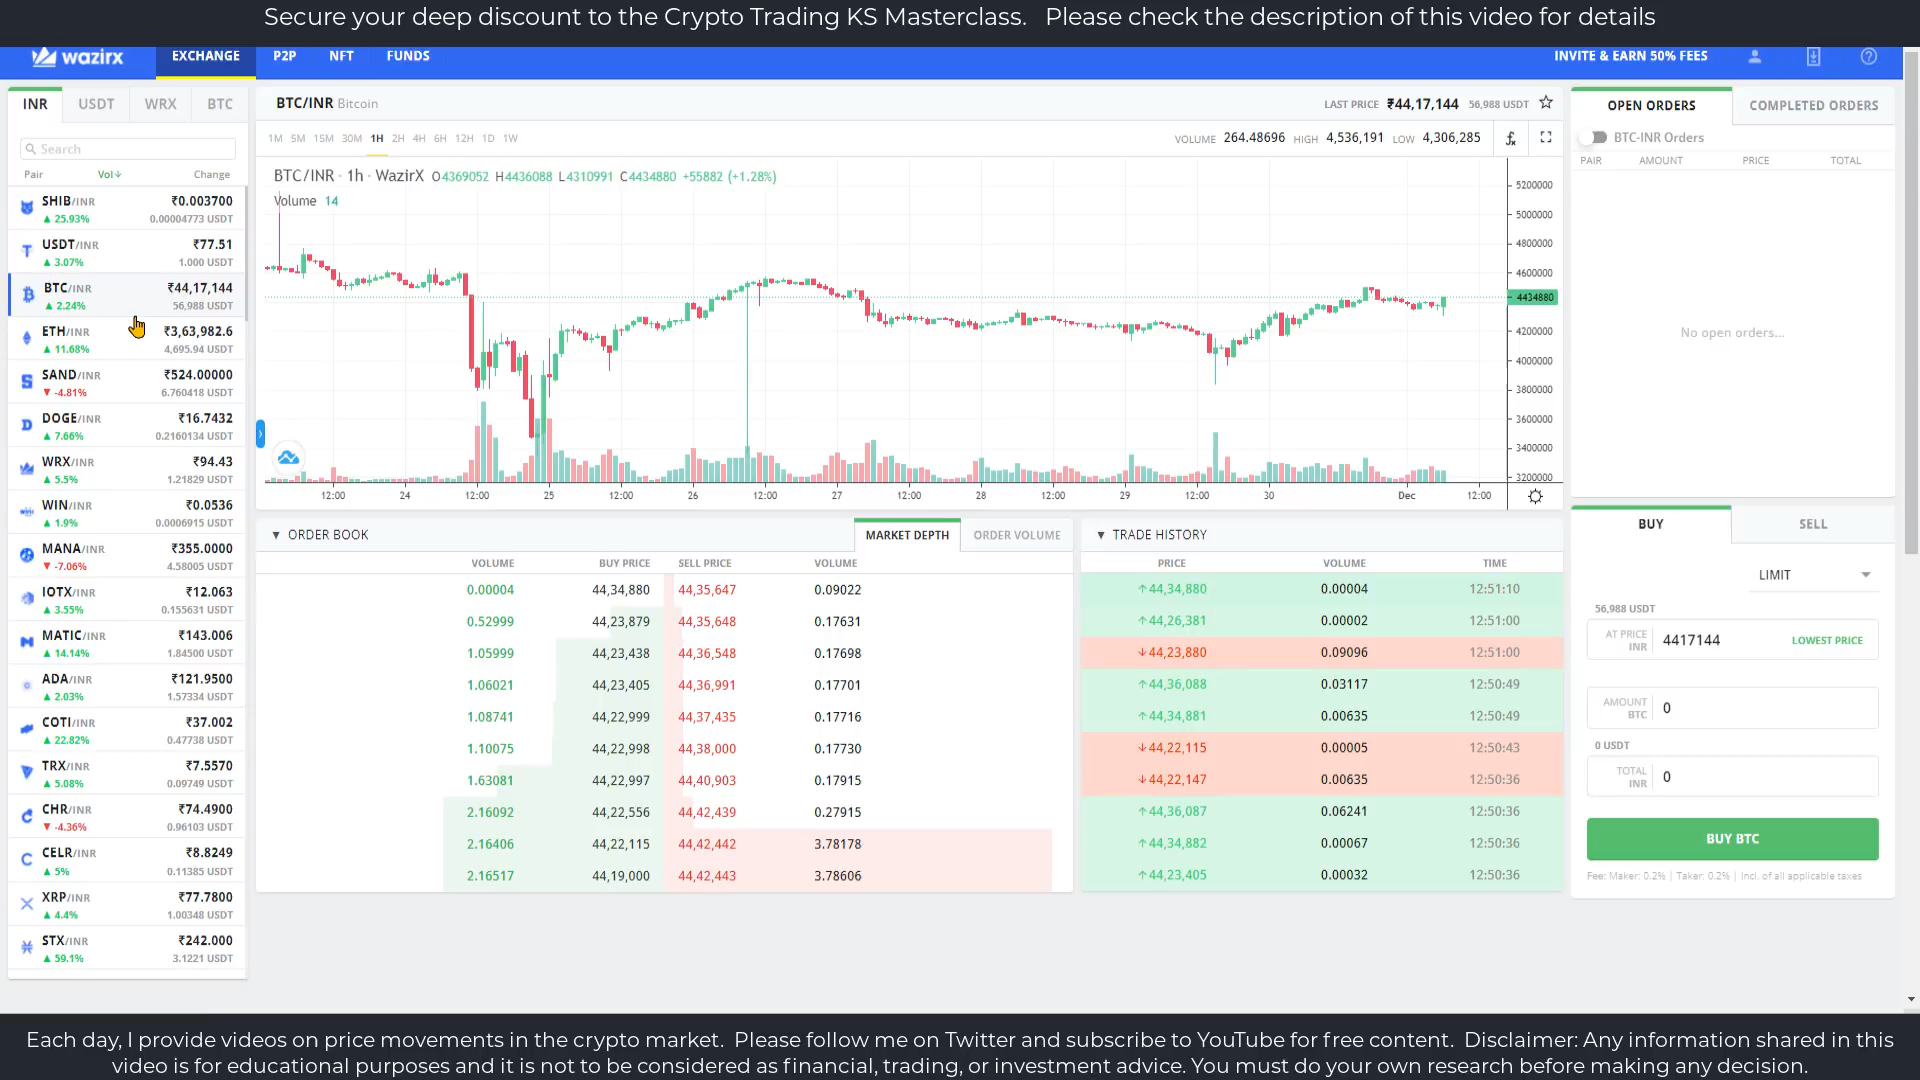 Secure your deep discount to the Crypto Trading KS Masterclass. Please check the description of this video for details
wazirx EXCHANGE P2P NFT FUNDS INVITE & EARN 50% FEES
INR USDT WRX BTC
Search
Pair Vol↓ Change
SHIB/INR ₹0.003700
▲ 25.93% 0.00004773 USDT
USDT/INR ₹77.51
▲ 3.07% 1.000 USDT
BTC/INR ₹44,17,144
▲ 2.24% 56,988 USDT
ETH/INR ₹3,63,982.6
▲ 11.68% 4,695.94 USDT
SAND/INR ₹524.00000
▼ -4.81% 6.760418 USDT
DOGE/INR ₹16.7432
▲ 7.66% 0.2160134 USDT
WRX/INR ₹94.43
▲ 5.5% 1.21829 USDT
WIN/INR ₹0.0536
▲ 1.9% 0.0006915 USDT
MANA/INR ₹355.0000
▼ -7.06% 4.58005 USDT
IOTX/INR ₹12.063
▲ 3.55% 0.155631 USDT
MATIC/INR ₹143.006
▲ 14.14% 1.84500 USDT
ADA/INR ₹121.9500
▲ 2.03% 1.57334 USDT
COTI/INR ₹37.002
▲ 22.82% 0.47738 USDT
TRX/INR ₹7.5570
▲ 5.08% 0.09749 USDT
CHR/INR ₹74.4900
▼ -4.36% 0.96103 USDT
CELR/INR ₹8.8249
▲ 5% 0.11385 USDT
XRP/INR ₹77.7800
▲ 4.4% 1.00348 USDT
STX/INR ₹242.000
▲ 59.1% 3.1221 USDT
BTC/INR Bitcoin LAST PRICE ₹44,17,144 56,988 USDT
1M 5M 15M 30M 1H 2H 4H 6H 12H 1D 1W VOLUME 264.48696 HIGH 4,536,191 LOW 4,306,285
BTC/INR · 1h · WazirX O4369052 H4436088 L4310991 C4434880 +55882 (+1.28%)
Volume 14
5200000
5000000
4800000
4600000
4434880
4200000
4000000
3800000
3600000
3400000
3200000
12:00 24 12:00 25 12:00 26 12:00 27 12:00 28 12:00 29 12:00 30 Dec 12:00
▼ ORDER BOOK MARKET DEPTH ORDER VOLUME
VOLUME BUY PRICE SELL PRICE VOLUME
0.00004 44,34,880 44,35,647 0.09022
0.52999 44,23,879 44,35,648 0.17631
1.05999 44,23,438 44,36,548 0.17698
1.06021 44,23,405 44,36,991 0.17701
1.08741 44,22,999 44,37,435 0.17716
1.10075 44,22,998 44,38,000 0.17730
1.63081 44,22,997 44,40,903 0.17915
2.16092 44,22,556 44,42,439 0.27915
2.16406 44,22,115 44,42,442 3.78178
2.16517 44,19,000 44,42,443 3.78606
▼ TRADE HISTORY
PRICE VOLUME TIME
↑44,34,880 0.00004 12:51:10
↑44,26,381 0.00002 12:51:00
↓44,23,880 0.09096 12:51:00
↑44,36,088 0.03117 12:50:49
↑44,34,881 0.00635 12:50:49
↓44,22,115 0.00005 12:50:43
↓44,22,147 0.00635 12:50:36
↑44,36,087 0.06241 12:50:36
↑44,34,882 0.00067 12:50:36
↑44,23,405 0.00032 12:50:36
OPEN ORDERS COMPLETED ORDERS
BTC-INR Orders
PAIR AMOUNT PRICE TOTAL
No open orders...
BUY SELL
LIMIT
56,988 USDT
AT PRICE INR 4417144 LOWEST PRICE
AMOUNT BTC 0
0 USDT
TOTAL INR 0
BUY BTC
Fee: Maker: 0.2% | Taker: 0.2% | Incl. of all applicable taxes
Each day, I provide videos on price movements in the crypto market. Please follow me on Twitter and subscribe to YouTube for free content. Disclaimer: Any information shared in this
video is for educational purposes and it is not to be considered as financial, trading, or investment advice. You must do your own research before making any decision.